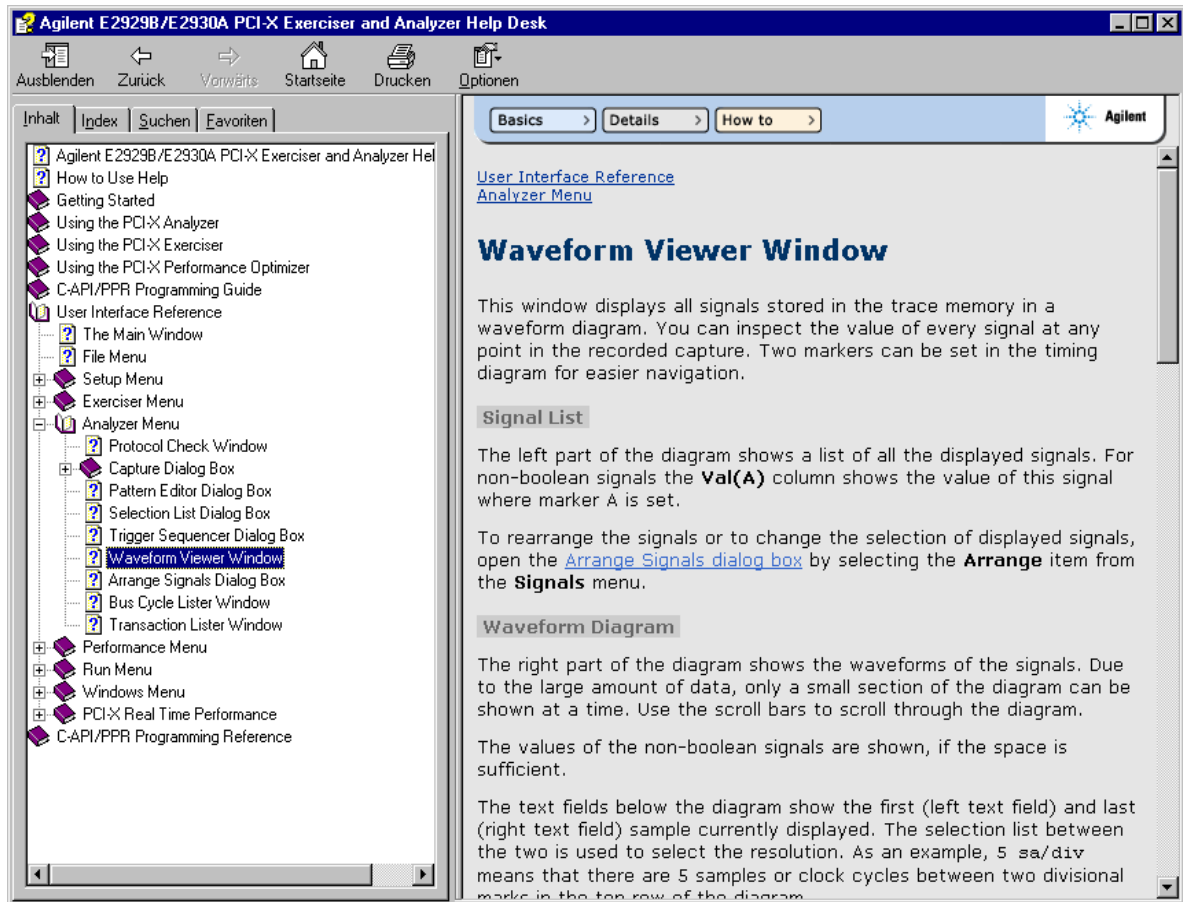 Agilent E2929B/E2930A PCI-X Exerciser and Analyzer Help Desk
Ausblenden Zurück Vorwärts Startseite Drucken Optionen
Inhalt Index Suchen Favoriten
Agilent E2929B/E2930A PCI-X Exerciser and Analyzer Hel
How to Use Help
Getting Started
Using the PCI-X Analyzer
Using the PCI-X Exerciser
Using the PCI-X Performance Optimizer
C-API/PPR Programming Guide
User Interface Reference
The Main Window
File Menu
Setup Menu
Exerciser Menu
Analyzer Menu
Protocol Check Window
Capture Dialog Box
Pattern Editor Dialog Box
Selection List Dialog Box
Trigger Sequencer Dialog Box
Waveform Viewer Window
Arrange Signals Dialog Box
Bus Cycle Lister Window
Transaction Lister Window
Performance Menu
Run Menu
Windows Menu
PCI-X Real Time Performance
C-API/PPR Programming Reference
Basics > Details > How to > Agilent
User Interface Reference
Analyzer Menu
Waveform Viewer Window
This window displays all signals stored in the trace memory in a
waveform diagram. You can inspect the value of every signal at any
point in the recorded capture. Two markers can be set in the timing
diagram for easier navigation.
Signal List
The left part of the diagram shows a list of all the displayed signals. For
non-boolean signals the Val(A) column shows the value of this signal
where marker A is set.
To rearrange the signals or to change the selection of displayed signals,
open the Arrange Signals dialog box by selecting the Arrange item from
the Signals menu.
Waveform Diagram
The right part of the diagram shows the waveforms of the signals. Due
to the large amount of data, only a small section of the diagram can be
shown at a time. Use the scroll bars to scroll through the diagram.
The values of the non-boolean signals are shown, if the space is
sufficient.
The text fields below the diagram show the first (left text field) and last
(right text field) sample currently displayed. The selection list between
the two is used to select the resolution. As an example, 5 sa/div
means that there are 5 samples or clock cycles between two divisional
marks in the top row of the diagram.